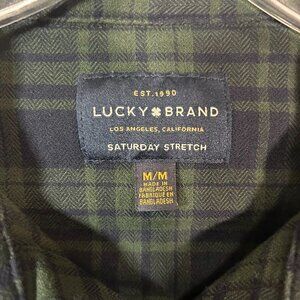 EST. 1990
LUCKY BRAND
LOS ANGELES, CALIFORNIA
SATURDAY STRETCH
M/M
MADE IN
BANGLADESH
FABRIQUÉ EN
BANGLADESH